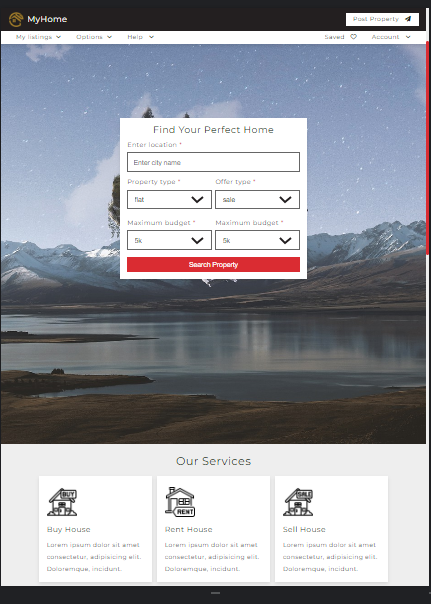 MyHome
Post Property
My listings Options Help Saved Account
Find Your Perfect Home
Enter location *
Enter city name
Property type * Offer type *
flat sale
Maximum budget * Maximum budget *
5k 5k
Search Property
Our Services
BUY RENT SALE
Buy House Rent House Sell House
Lorem ipsum dolor sit amet Lorem ipsum dolor sit amet Lorem ipsum dolor sit amet
consectetur, adipisicing elit. consectetur, adipisicing elit. consectetur, adipisicing elit.
Doloremque, incidunt. Doloremque, incidunt. Doloremque, incidunt.